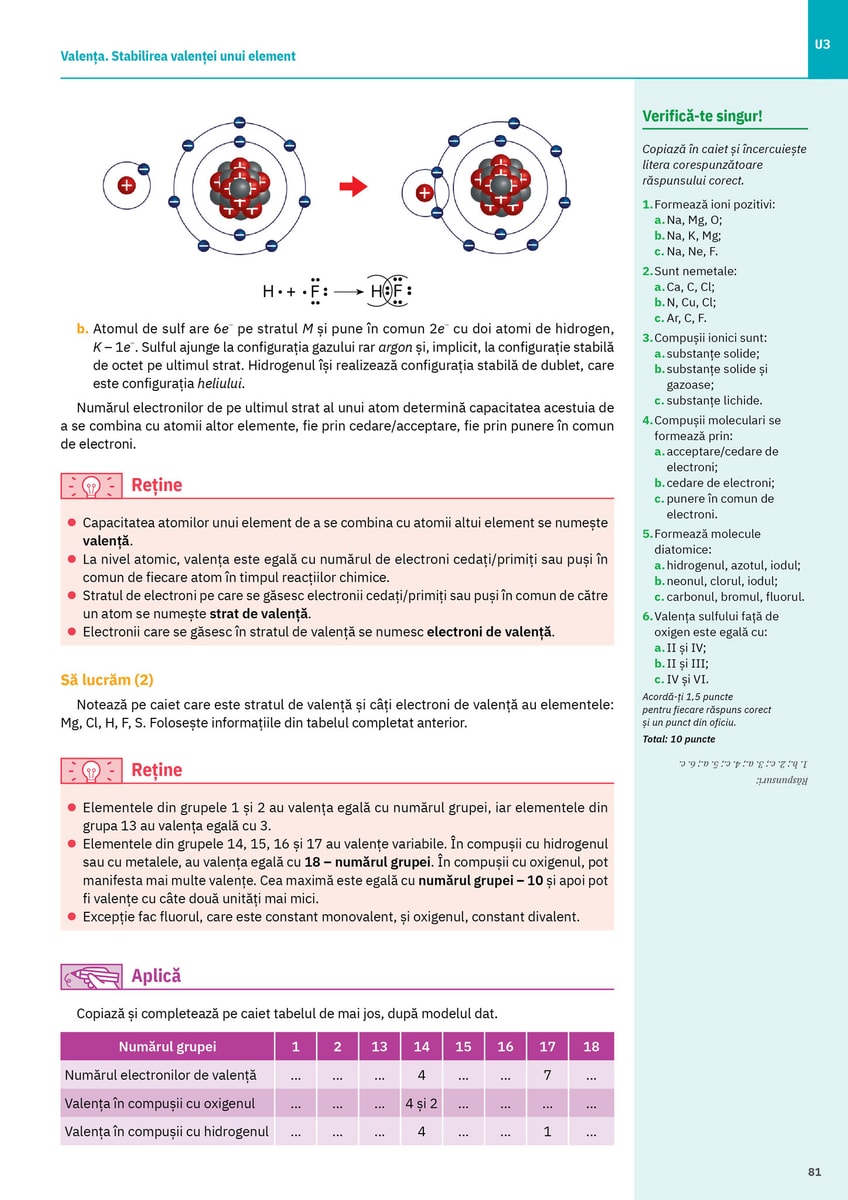 Valența. Stabilirea valenței unui element
U3
H · + · F : ⟶ H : F :
b. Atomul de sulf are 6e⁻ pe stratul M și pune în comun 2e⁻ cu doi atomi de hidrogen,
K – 1e⁻. Sulful ajunge la configurația gazului rar argon și, implicit, la configurație stabilă
de octet pe ultimul strat. Hidrogenul își realizează configurația stabilă de dublet, care
este configurația heliului.
Numărul electronilor de pe ultimul strat al unui atom determină capacitatea acestuia de
a se combina cu atomii altor elemente, fie prin cedare/acceptare, fie prin punere în comun
de electroni.
Reține
● Capacitatea atomilor unui element de a se combina cu atomii altui element se numește
valență.
● La nivel atomic, valența este egală cu numărul de electroni cedați/primiți sau puși în
comun de fiecare atom în timpul reacțiilor chimice.
● Stratul de electroni pe care se găsesc electronii cedați/primiți sau puși în comun de către
un atom se numește strat de valență.
● Electronii care se găsesc în stratul de valență se numesc electroni de valență.
Să lucrăm (2)
Notează pe caiet care este stratul de valență și câți electroni de valență au elementele:
Mg, Cl, H, F, S. Folosește informațiile din tabelul completat anterior.
Reține
● Elementele din grupele 1 și 2 au valența egală cu numărul grupei, iar elementele din
grupa 13 au valența egală cu 3.
● Elementele din grupele 14, 15, 16 și 17 au valențe variabile. În compușii cu hidrogenul
sau cu metalele, au valența egală cu 18 – numărul grupei. În compușii cu oxigenul, pot
manifesta mai multe valențe. Cea maximă este egală cu numărul grupei – 10 și apoi pot
fi valențe cu câte două unități mai mici.
● Excepție fac fluorul, care este constant monovalent, și oxigenul, constant divalent.
Aplică
Copiază și completează pe caiet tabelul de mai jos, după modelul dat.
Numărul grupei 1 2 13 14 15 16 17 18
Numărul electronilor de valență ... ... ... 4 ... ... 7 ...
Valența în compușii cu oxigenul ... ... ... 4 și 2 ... ... ... ...
Valența în compușii cu hidrogenul ... ... ... 4 ... ... 1 ...
Verifică-te singur!
Copiază în caiet și încercuiește
litera corespunzătoare
răspunsului corect.
1. Formează ioni pozitivi:
a. Na, Mg, O;
b. Na, K, Mg;
c. Na, Ne, F.
2. Sunt nemetale:
a. Ca, C, Cl;
b. N, Cu, Cl;
c. Ar, C, F.
3. Compușii ionici sunt:
a. substanțe solide;
b. substanțe solide și
gazoase;
c. substanțe lichide.
4. Compușii moleculari se
formează prin:
a. acceptare/cedare de
electroni;
b. cedare de electroni;
c. punere în comun de
electroni.
5. Formează molecule
diatomice:
a. hidrogenul, azotul, iodul;
b. neonul, clorul, iodul;
c. carbonul, bromul, fluorul.
6. Valența sulfului față de
oxigen este egală cu:
a. II și IV;
b. II și III;
c. IV și VI.
Acordă-ți 1,5 puncte
pentru fiecare răspuns corect
și un punct din oficiu.
Total: 10 puncte
Răspunsuri:
1. b.; 2. c.; 3. a.; 4. c.; 5. a.; 6. c.
81